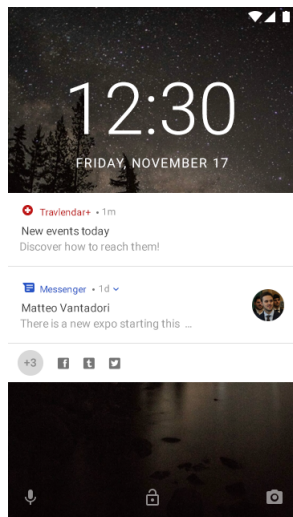 12:30
FRIDAY, NOVEMBER 17
Travlendar+ • 1m
New events today
Discover how to reach them!
Messenger • 1d
Matteo Vantadori
There is a new expo starting this ...
+3 f t